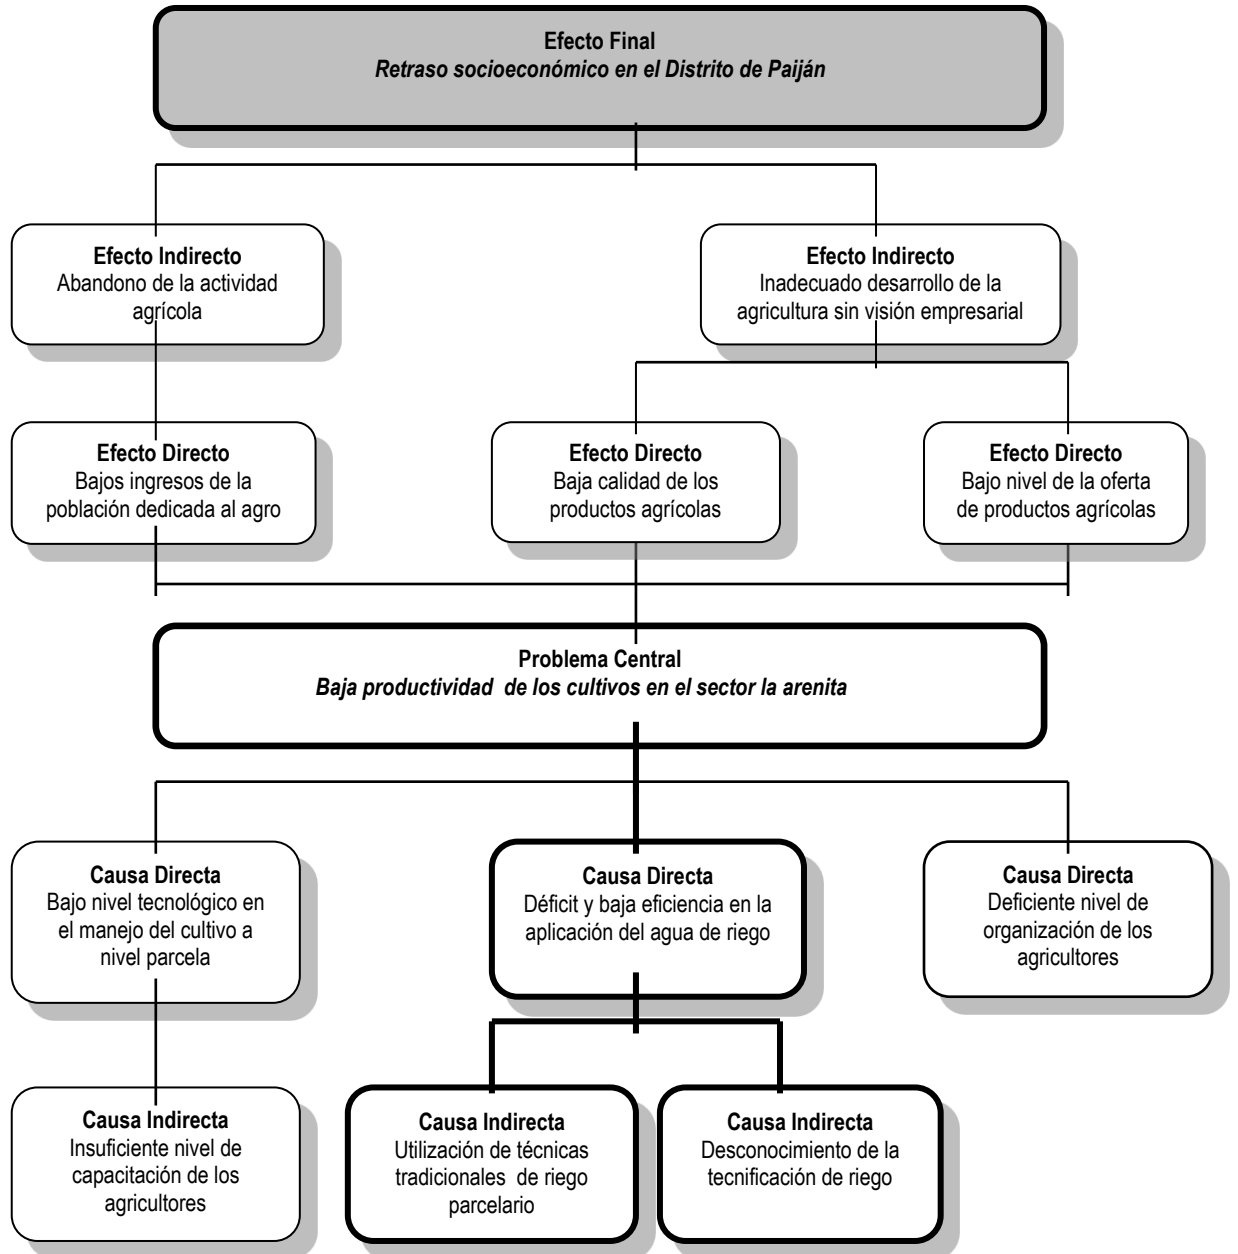 Efecto Final
Retraso socioeconómico en el Distrito de Paiján
Efecto Indirecto
Abandono de la actividad
agrícola
Efecto Indirecto
Inadecuado desarrollo de la
agricultura sin visión empresarial
Efecto Directo
Bajos ingresos de la
población dedicada al agro
Efecto Directo
Baja calidad de los
productos agrícolas
Efecto Directo
Bajo nivel de la oferta
de productos agrícolas
Problema Central
Baja productividad de los cultivos en el sector la arenita
Causa Directa
Bajo nivel tecnológico en
el manejo del cultivo a
nivel parcela
Causa Directa
Déficit y baja eficiencia en la
aplicación del agua de riego
Causa Directa
Deficiente nivel de
organización de los
agricultores
Causa Indirecta
Insuficiente nivel de
capacitación de los
agricultores
Causa Indirecta
Utilización de técnicas
tradicionales de riego
parcelario
Causa Indirecta
Desconocimiento de la
tecnificación de riego